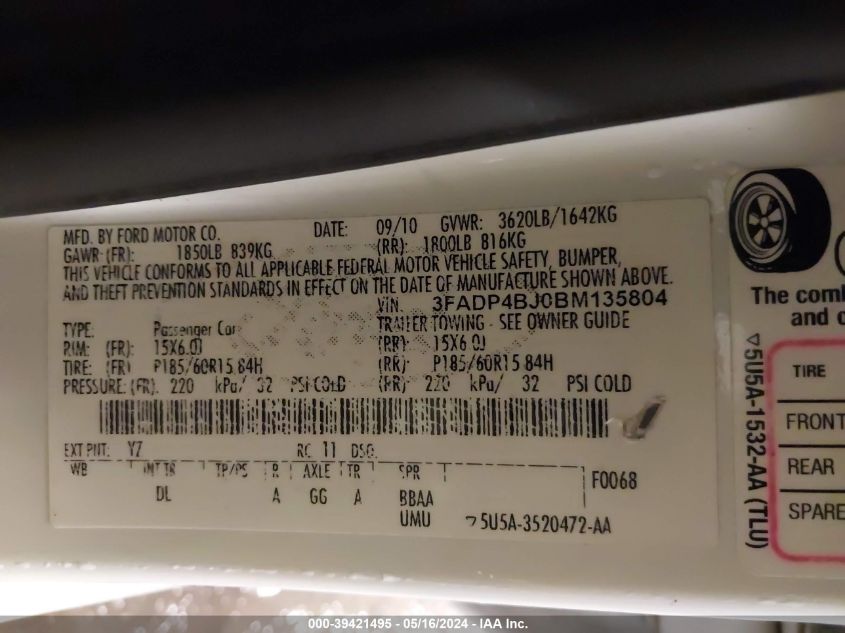 MFD. BY FORD MOTOR CO. DATE: 09/10 GVWR: 3620LB/1642KG
GAWR (FR): 1850LB 839KG (RR): 1800LB 816KG
THIS VEHICLE CONFORMS TO ALL APPLICABLE FEDERAL MOTOR VEHICLE SAFETY, BUMPER,
AND THEFT PREVENTION STANDARDS IN EFFECT ON THE DATE OF MANUFACTURE SHOWN ABOVE.
VIN: 3FADP4BJ0BM135804
TYPE: Passenger Car TRAILER TOWING - SEE OWNER GUIDE
RIM: (FR): 15X6.0J (RR): 15X6.0J
TIRE: (FR) P185/60R15 84H (RR): P185/60R15 84H
PRESSURE: (FR) 220 kPa/ 32 PSI COLD (RR) 220 kPa/ 32 PSI COLD
EXT PNT: YZ RC 11 DSO:
WB INT TR TP/PS R AXLE TR SPR F0068
DL A GG A BBAA
UMU 5U5A-3520472-AA
The comb
and c
5U5A-1532-AA (TLU)
TIRE
FRONT
REAR
SPARE
000-39421495 - 05/16/2024 - IAA Inc.